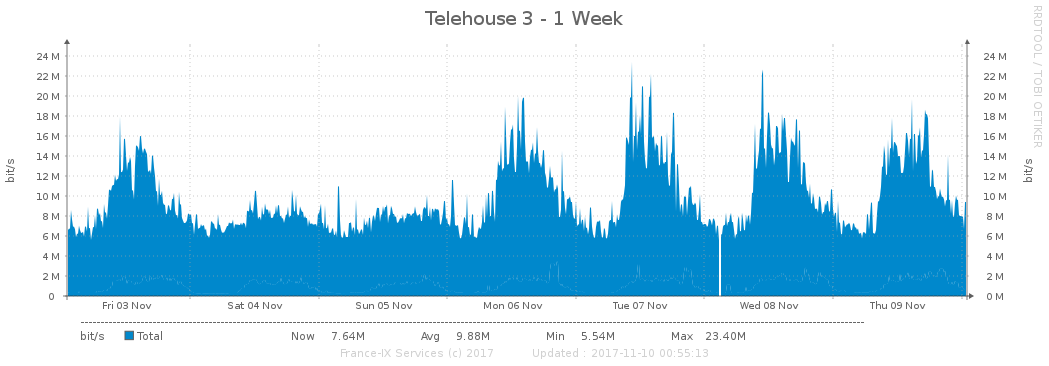 Telehouse 3 - 1 Week
RRDTOOL / TOBI OETIKER
bit/s
24 M 24 M
22 M 22 M
20 M 20 M
18 M 18 M
16 M 16 M
14 M 14 M
12 M 12 M
10 M 10 M
8 M 8 M
6 M 6 M
4 M 4 M
2 M 2 M
0 0 M
bit/s
Fri 03 Nov Sat 04 Nov Sun 05 Nov Mon 06 Nov Tue 07 Nov Wed 08 Nov Thu 09 Nov
bit/s Total Now 7.64M Avg 9.88M Min 5.54M Max 23.40M
France-IX Services (c) 2017 Updated : 2017-11-10 00:55:13